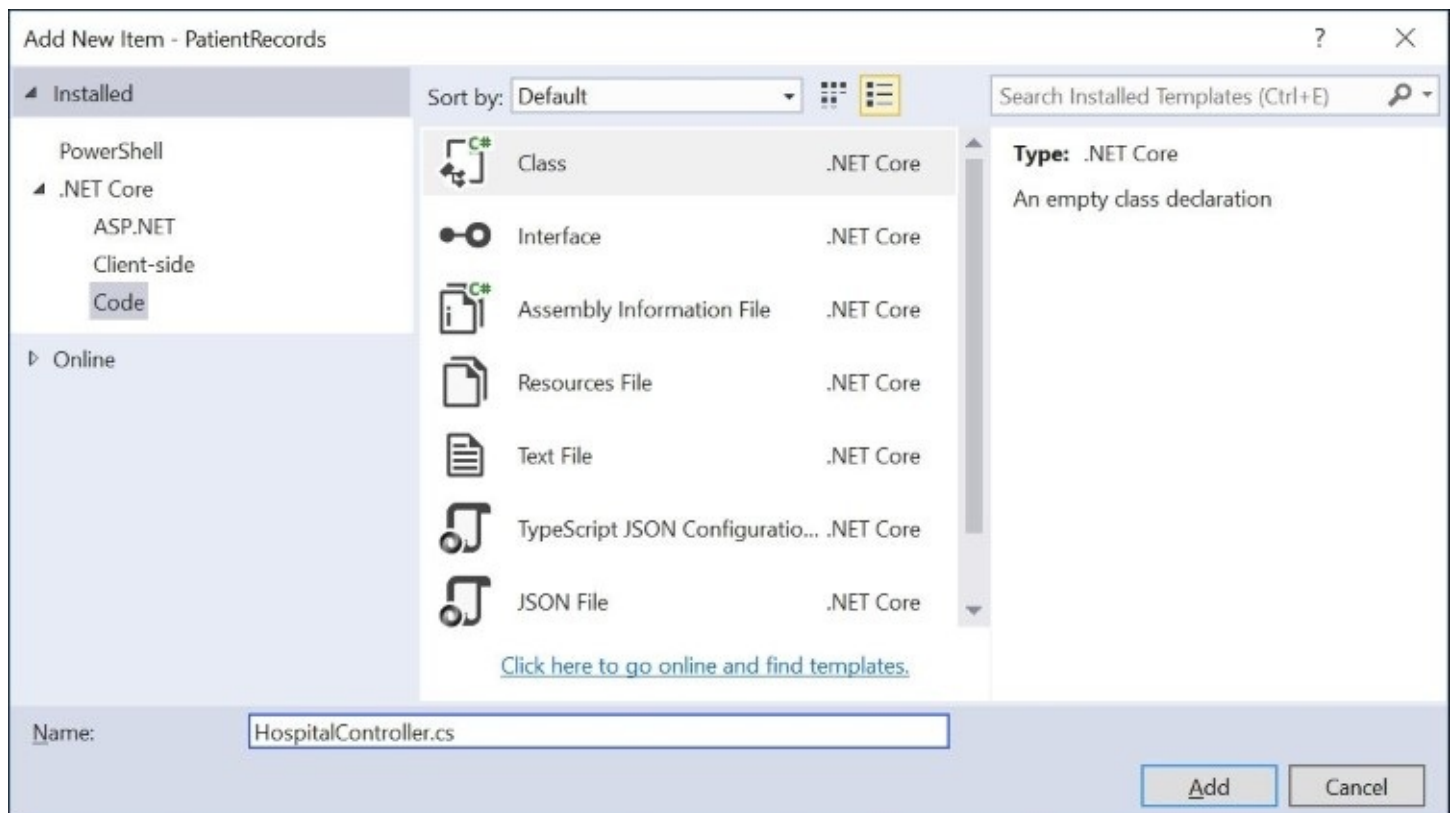 Add New Item - PatientRecords
?
Installed
Sort by: Default
Search Installed Templates (Ctrl+E)
PowerShell
.NET Core
ASP.NET
Client-side
Code
Online
C#
Class .NET Core
Interface .NET Core
C#
Assembly Information File .NET Core
Resources File .NET Core
Text File .NET Core
TypeScript JSON Configuratio... .NET Core
JSON File .NET Core
Click here to go online and find templates.
Type: .NET Core
An empty class declaration
Name: HospitalController.cs
Add Cancel